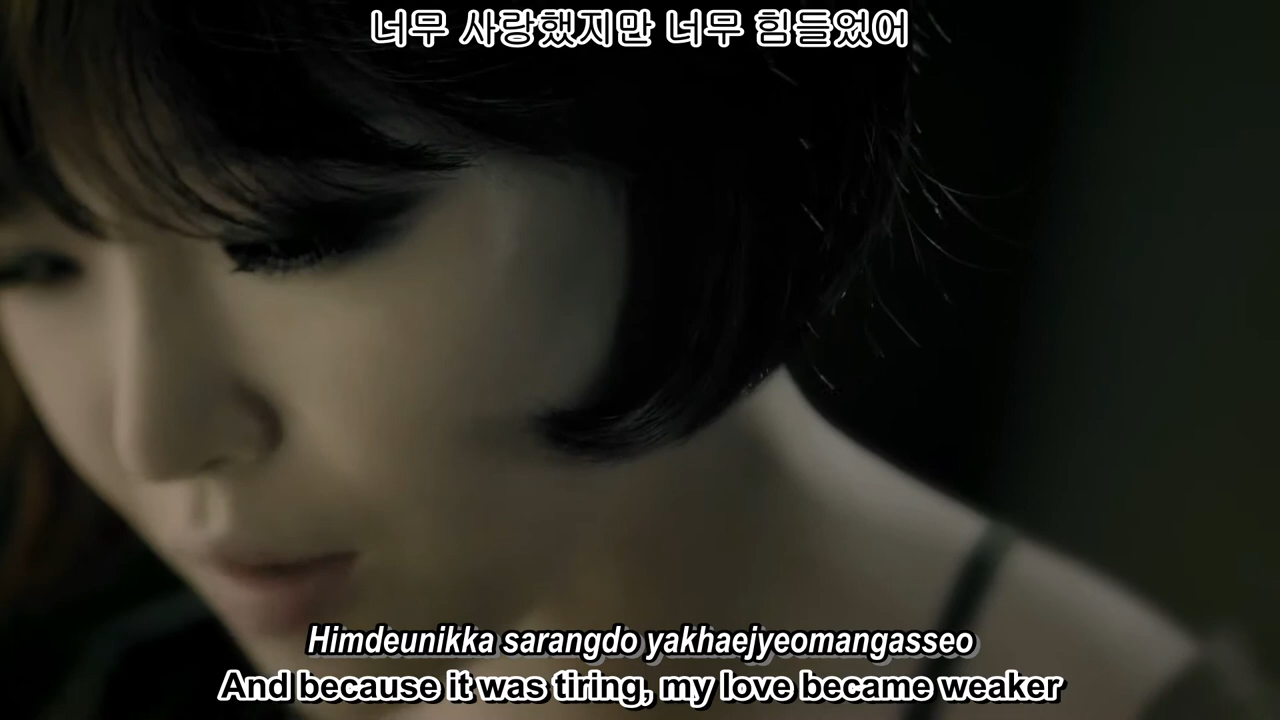 너무 사랑했지만 너무 힘들었어
Himdeunikka sarangdo yakhaejyeomangasseo
And because it was tiring, my love became weaker